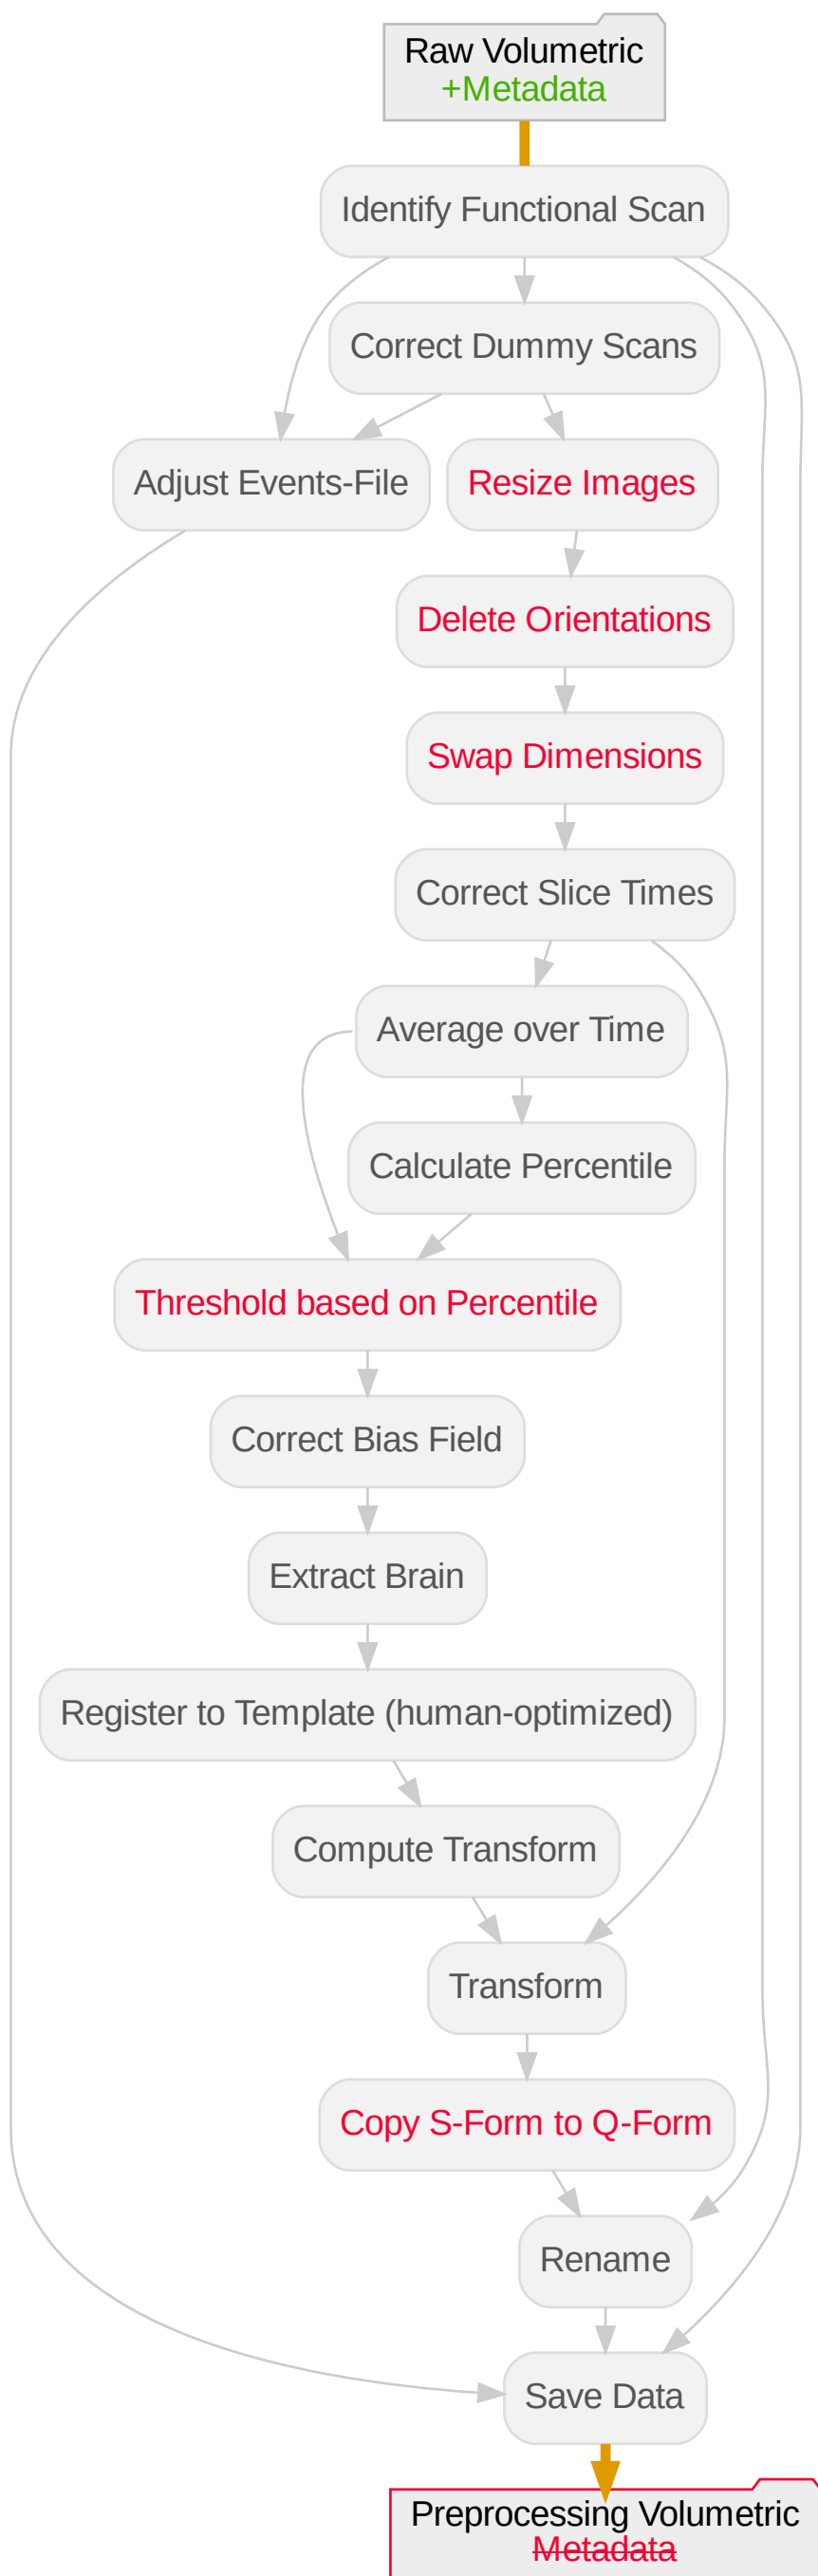 Raw Volumetric
+Metadata
Identify Functional Scan
Correct Dummy Scans
Adjust Events-File
Resize Images
Delete Orientations
Swap Dimensions
Correct Slice Times
Average over Time
Calculate Percentile
Threshold based on Percentile
Correct Bias Field
Extract Brain
Register to Template (human-optimized)
Compute Transform
Transform
Copy S-Form to Q-Form
Rename
Save Data
Preprocessing Volumetric
Metadata